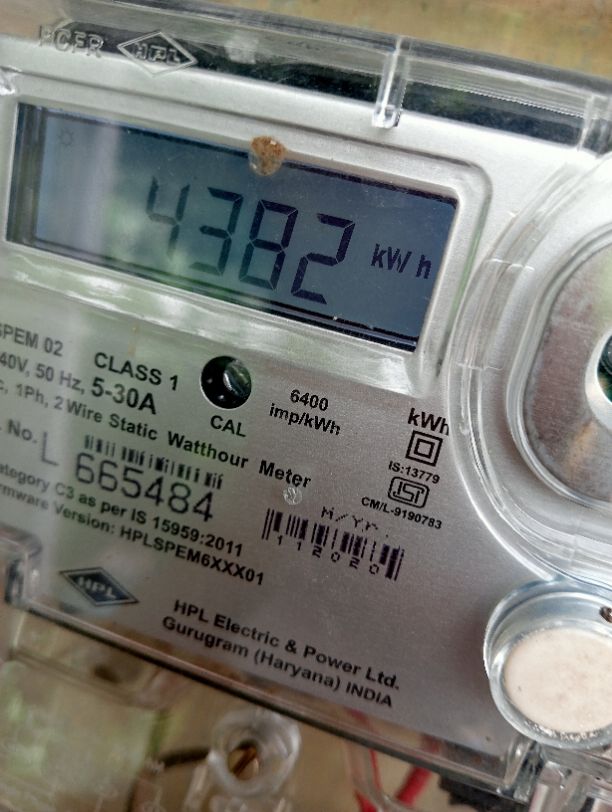 HPL
4382 kW h
SPEM 02
CLASS 1
40V, 50 Hz, 5-30A
CAL
6400
imp/kWh
kWh
1Ph, 2 Wire Static Watthour Meter
No.
L 665484
IS:13779
ISI
CM/L-9190783
M/Yr.
112020
ategory C3 as per IS 15959:2011
rmware Version: HPLSPEM6XXX01
HPL
HPL Electric & Power Ltd.
Gurugram (Haryana) INDIA